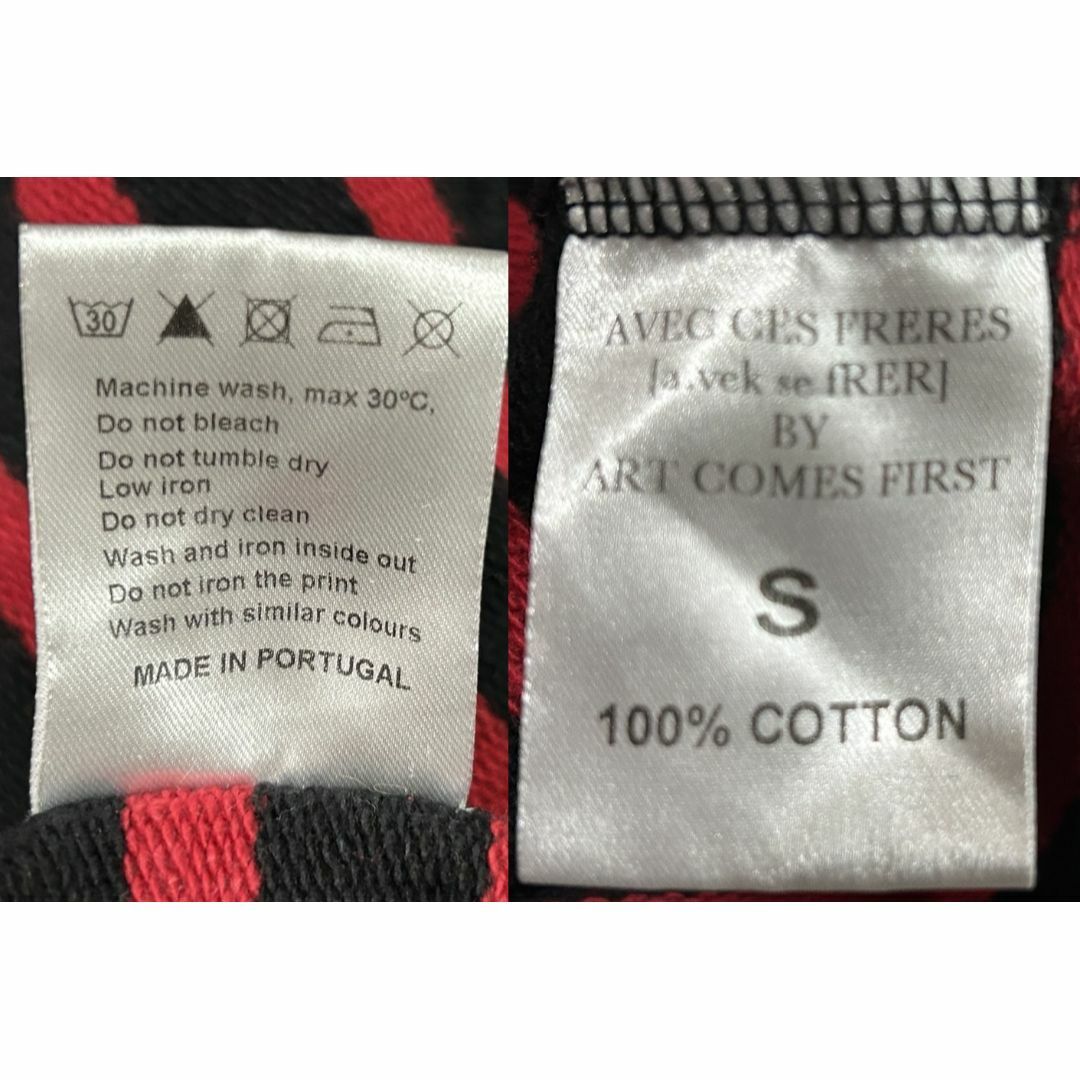 30
Machine wash, max 30ºC,
Do not bleach
Do not tumble dry
Low iron
Do not dry clean
Wash and iron inside out
Do not iron the print
Wash with similar colours
MADE IN PORTUGAL
AVEC CES FRERES
[a.vek se fRER]
BY
ART COMES FIRST
S
100% COTTON